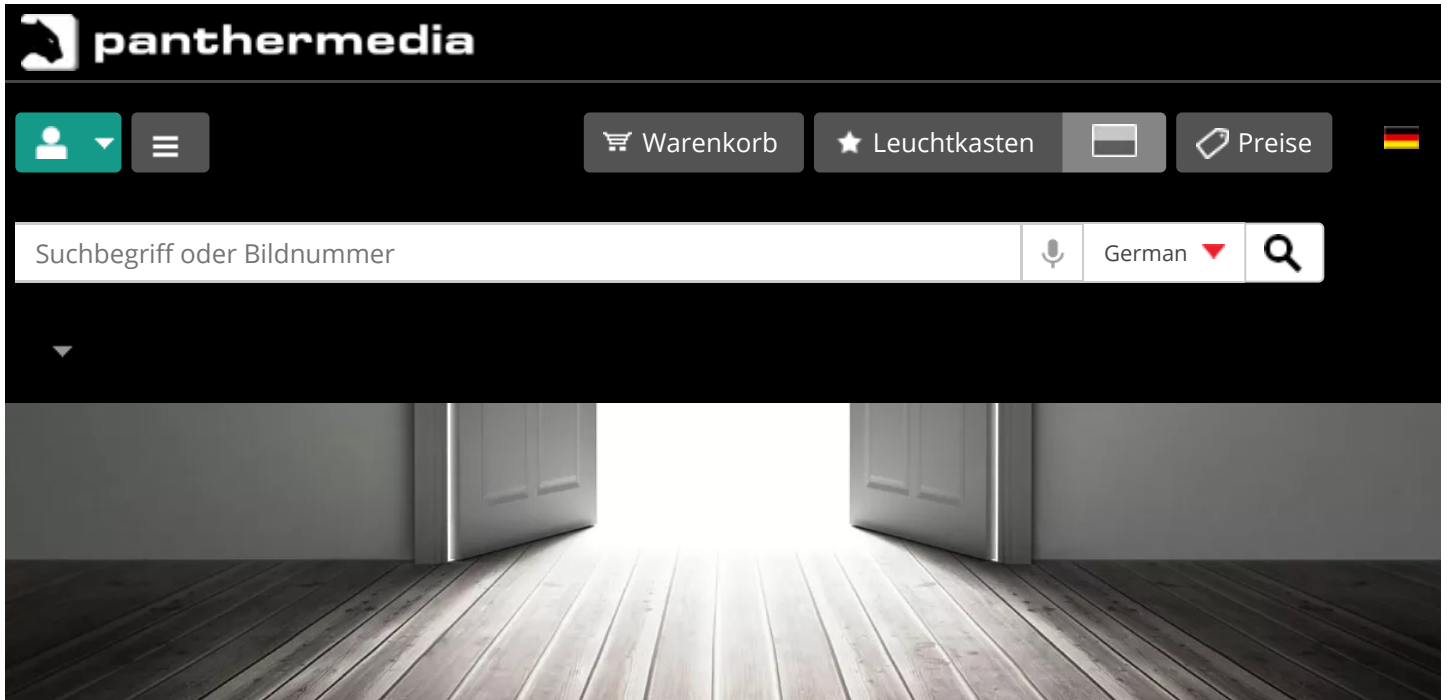 panthermedia
Warenkorb Leuchtkasten Preise
Suchbegriff oder Bildnummer German